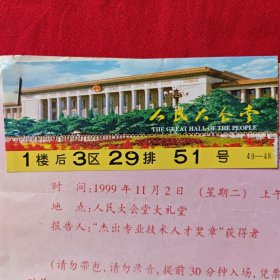 人民大会堂
THE GREAT HALL OF THE PEOPLE
1楼后3区29排 51号 49—48
时 间：1999年11月2日 （星期二） 上午
地 点：人民大会堂大礼堂
报告人：“杰出专业技术人才奖章”获得者
（请勿带包，请勿录音，提前30分钟入场，凭票